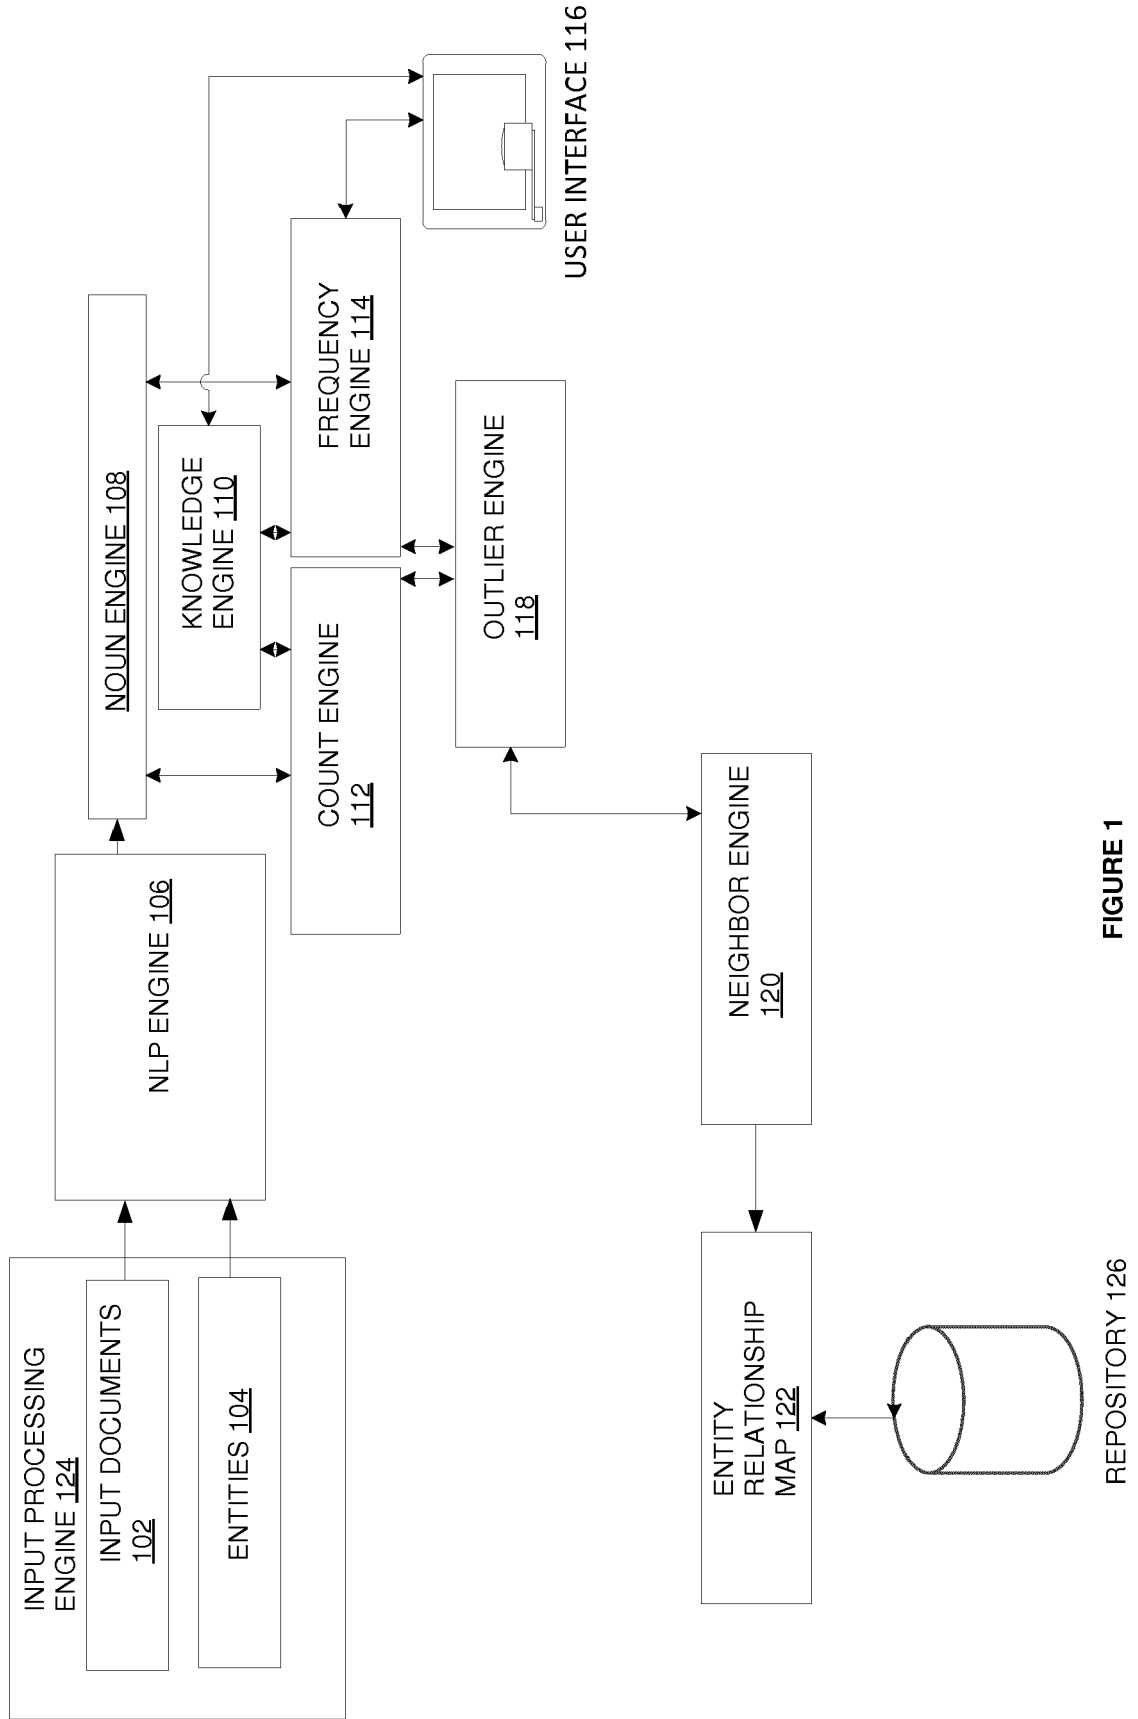 INPUT PROCESSING
ENGINE 124
INPUT DOCUMENTS
102
ENTITIES 104
NLP ENGINE 106
NOUN ENGINE 108
KNOWLEDGE
ENGINE 110
COUNT ENGINE
112
FREQUENCY
ENGINE 114
USER INTERFACE 116
OUTLIER ENGINE
118
NEIGHBOR ENGINE
120
ENTITY
RELATIONSHIP
MAP 122
REPOSITORY 126
FIGURE 1